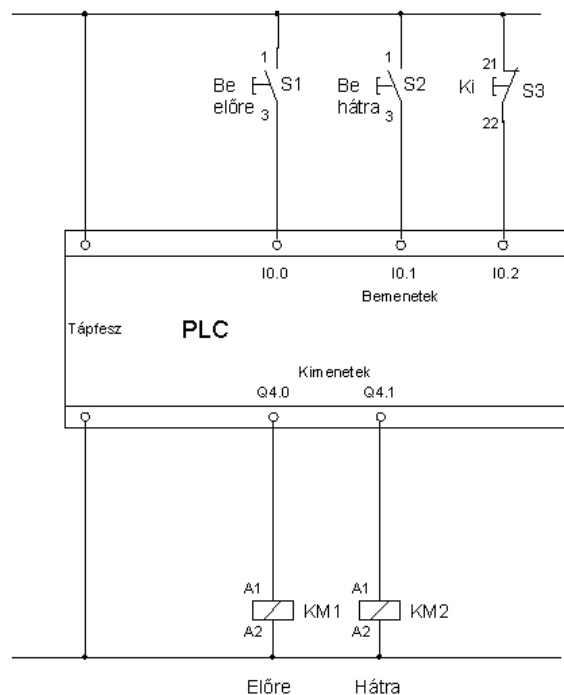 1
1
21
Be
S1
Be
S2
Ki
S3
előre
3
hátra
3
22
I0.0
I0.1
I0.2
Bemenetek
Tápfesz
PLC
Kimenetek
Q4.0
Q4.1
A1
A1
KM1
KM2
A2
A2
Előre
Hátra